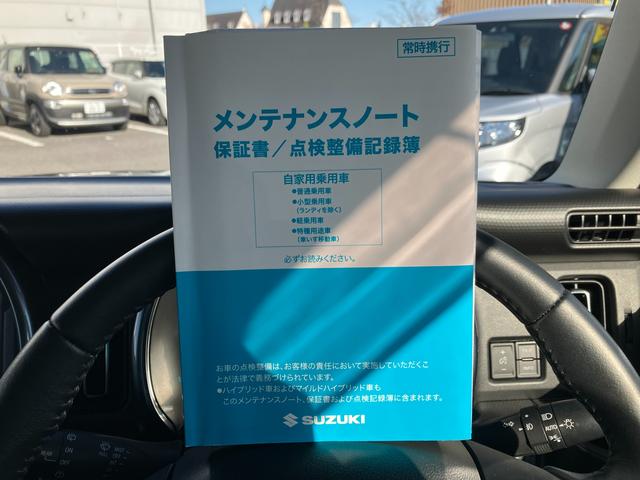 常時携行
メンテナンスノート
保証書／点検整備記録簿
自家用乗用車
●普通乗用車
●小型乗用車
(ランディを除く)
●軽乗用車
●特種用途車
(車いす移動車)
必ずお読みください。
お車の点検整備は、お客様の責任において実施していただくこ
とが法律で義務づけられています。
●ハイブリッド車およびマイルドハイブリッド車も
このメンテナンスノート、保証書および点検記録簿に含まれます。
SUZUKI
REAR
ON
OFF
AUTO